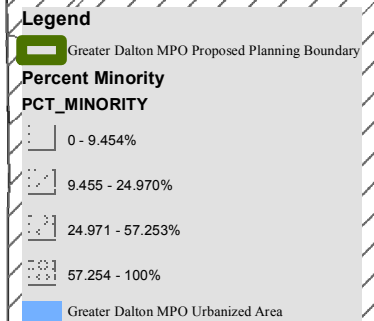 Legend
Greater Dalton MPO Proposed Planning Boundary
Percent Minority
PCT_MINORITY
0 - 9.454%
9.455 - 24.970%
24.971 - 57.253%
57.254 - 100%
Greater Dalton MPO Urbanized Area